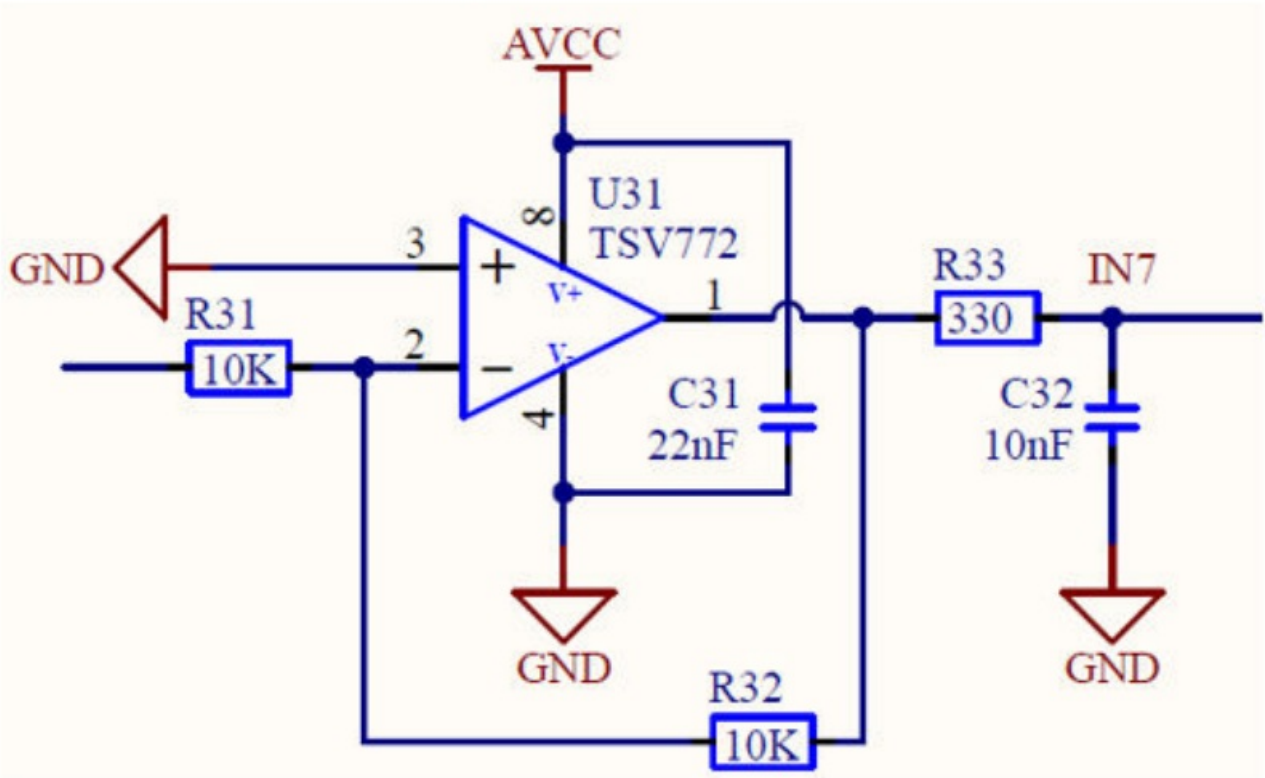 AVCC
U31
TSV772
8
3
+
V+
GND
R31
10K
2
−
V-
4
1
R33
330
IN7
C31
22nF
C32
10nF
GND
GND
R32
10K